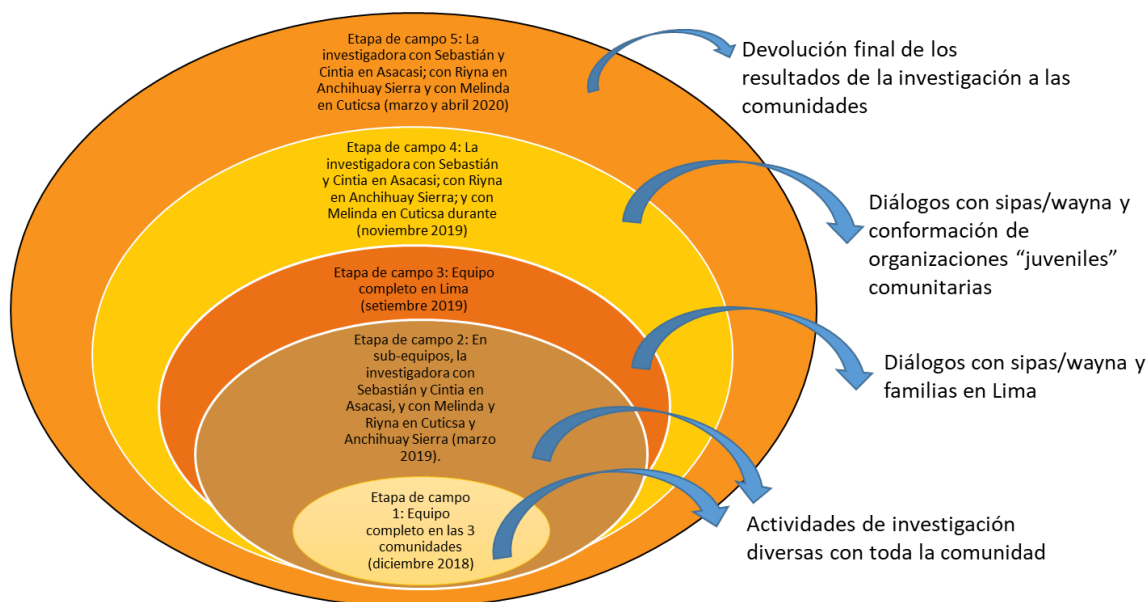 Etapa de campo 5: La
investigadora con Sebastián y
Cintia en Asacasi; con Riyna en
Anchihuay Sierra y con Melinda
en Cuticsa (marzo y abril 2020)
Devolución final de los
resultados de la investigación a las
comunidades
Etapa de campo 4: La
investigadora con Sebastián
y Cintia en Asacasi; con Riyna
en Anchihuay Sierra; y con
Melinda en Cuticsa durante
(noviembre 2019)
Diálogos con sipas/wayna y
conformación de
organizaciones “juveniles”
comunitarias
Etapa de campo 3: Equipo
completo en Lima
(setiembre 2019)
Diálogos con sipas/wayna y
familias en Lima
Etapa de campo 2: En
sub-equipos, la
investigadora con
Sebastián y Cintia en
Asacasi, y con Melinda y
Riyna en Cuticsa y
Anchihuay Sierra (marzo
2019).
Etapa de campo
1: Equipo
completo en las 3
comunidades
(diciembre 2018)
Actividades de investigación
diversas con toda la comunidad